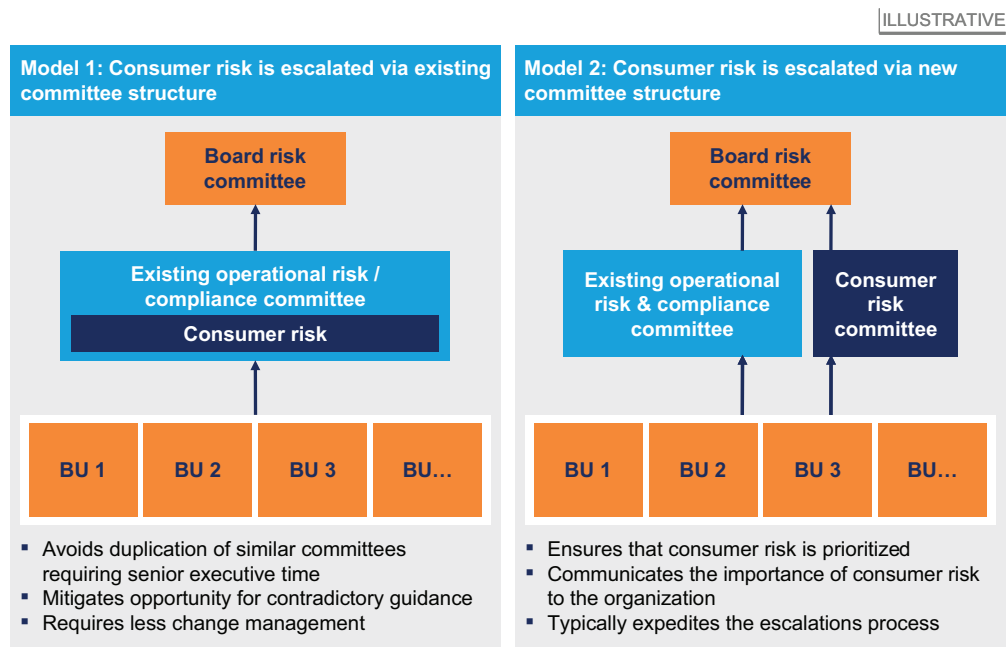 ILLUSTRATIVE
Model 1: Consumer risk is escalated via existing
committee structure
Board risk
committee
Existing operational risk /
compliance committee
Consumer risk
BU 1
BU 2
BU 3
BU…
▪ Avoids duplication of similar committees
requiring senior executive time
▪ Mitigates opportunity for contradictory guidance
▪ Requires less change management
Model 2: Consumer risk is escalated via new
committee structure
Board risk
committee
Existing operational
risk & compliance
committee
Consumer
risk
committee
BU 1
BU 2
BU 3
BU…
▪ Ensures that consumer risk is prioritized
▪ Communicates the importance of consumer risk
to the organization
▪ Typically expedites the escalations process